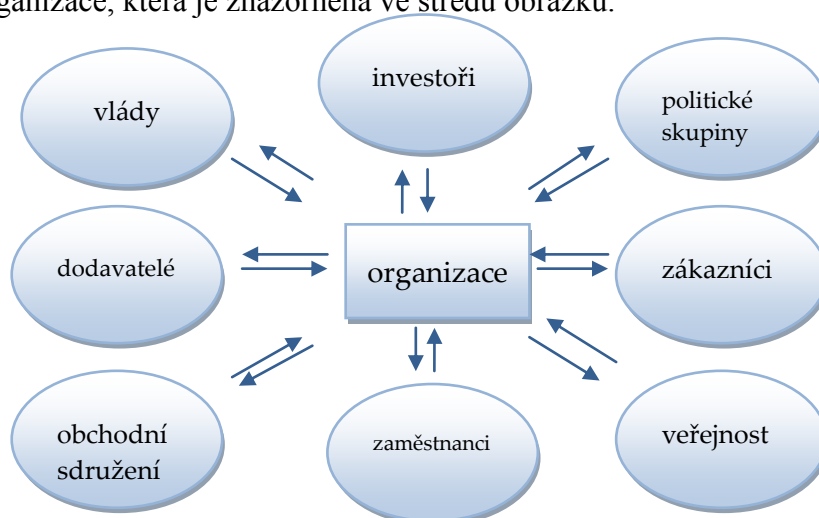 ganizace, která je znázorněna ve středu obrázku.
investoři
vlády
politické
skupiny
dodavatelé
organizace
zákazníci
obchodní
sdružení
zaměstnanci
veřejnost